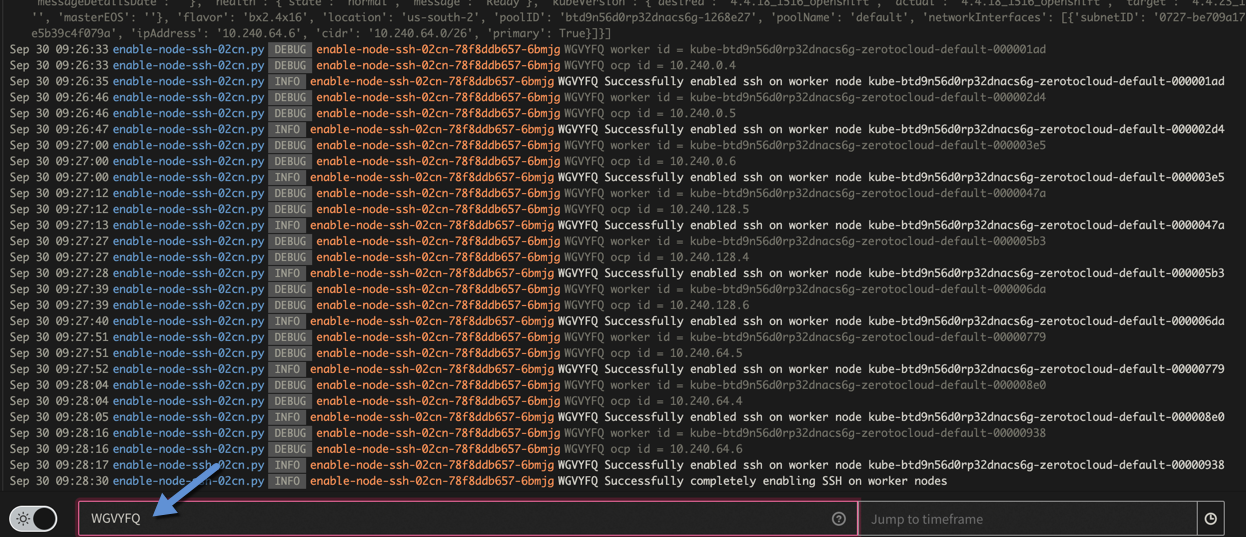 messageDetailsDate : }, 'health': { state : 'normal', message : 'Ready }, 'kubeVersion': { desired : 4.4.18_1516_openshift, actual : 4.4.18_1516_openshift, target :
'', 'masterEOS': ''}, 'flavor': 'bx2.4x16', 'location': 'us-south-2', 'poolID': 'btd9n56d0rp32dnacs6g-1268e27', 'poolName': 'default', 'networkInterfaces': [{'subnetID': '0727-be709a17
e5b39c4f079a', 'ipAddress': '10.240.64.6', 'cidr': '10.240.64.0/26', 'primary': True}]}]
Sep 30 09:26:33 enable-node-ssh-02cn.py DEBUG enable-node-ssh-02cn-78f8ddb657-6bmjg WGVYFQ worker id = kube-btd9n56d0rp32dnacs6g-zerotocloud-default-000001ad
Sep 30 09:26:33 enable-node-ssh-02cn.py DEBUG enable-node-ssh-02cn-78f8ddb657-6bmjg WGVYFQ ocp id = 10.240.0.4
Sep 30 09:26:35 enable-node-ssh-02cn.py INFO enable-node-ssh-02cn-78f8ddb657-6bmjg WGVYFQ Successfully enabled ssh on worker node kube-btd9n56d0rp32dnacs6g-zerotocloud-default-000001ad
Sep 30 09:26:46 enable-node-ssh-02cn.py DEBUG enable-node-ssh-02cn-78f8ddb657-6bmjg WGVYFQ worker id = kube-btd9n56d0rp32dnacs6g-zerotocloud-default-000002d4
Sep 30 09:26:46 enable-node-ssh-02cn.py DEBUG enable-node-ssh-02cn-78f8ddb657-6bmjg WGVYFQ ocp id = 10.240.0.5
Sep 30 09:26:47 enable-node-ssh-02cn.py INFO enable-node-ssh-02cn-78f8ddb657-6bmjg WGVYFQ Successfully enabled ssh on worker node kube-btd9n56d0rp32dnacs6g-zerotocloud-default-000002d4
Sep 30 09:27:00 enable-node-ssh-02cn.py DEBUG enable-node-ssh-02cn-78f8ddb657-6bmjg WGVYFQ worker id = kube-btd9n56d0rp32dnacs6g-zerotocloud-default-000003e5
Sep 30 09:27:00 enable-node-ssh-02cn.py DEBUG enable-node-ssh-02cn-78f8ddb657-6bmjg WGVYFQ ocp id = 10.240.0.6
Sep 30 09:27:00 enable-node-ssh-02cn.py INFO enable-node-ssh-02cn-78f8ddb657-6bmjg WGVYFQ Successfully enabled ssh on worker node kube-btd9n56d0rp32dnacs6g-zerotocloud-default-000003e5
Sep 30 09:27:12 enable-node-ssh-02cn.py DEBUG enable-node-ssh-02cn-78f8ddb657-6bmjg WGVYFQ worker id = kube-btd9n56d0rp32dnacs6g-zerotocloud-default-0000047a
Sep 30 09:27:12 enable-node-ssh-02cn.py DEBUG enable-node-ssh-02cn-78f8ddb657-6bmjg WGVYFQ ocp id = 10.240.128.5
Sep 30 09:27:13 enable-node-ssh-02cn.py INFO enable-node-ssh-02cn-78f8ddb657-6bmjg WGVYFQ Successfully enabled ssh on worker node kube-btd9n56d0rp32dnacs6g-zerotocloud-default-0000047a
Sep 30 09:27:27 enable-node-ssh-02cn.py DEBUG enable-node-ssh-02cn-78f8ddb657-6bmjg WGVYFQ worker id = kube-btd9n56d0rp32dnacs6g-zerotocloud-default-000005b3
Sep 30 09:27:27 enable-node-ssh-02cn.py DEBUG enable-node-ssh-02cn-78f8ddb657-6bmjg WGVYFQ ocp id = 10.240.128.4
Sep 30 09:27:28 enable-node-ssh-02cn.py INFO enable-node-ssh-02cn-78f8ddb657-6bmjg WGVYFQ Successfully enabled ssh on worker node kube-btd9n56d0rp32dnacs6g-zerotocloud-default-000005b3
Sep 30 09:27:39 enable-node-ssh-02cn.py DEBUG enable-node-ssh-02cn-78f8ddb657-6bmjg WGVYFQ worker id = kube-btd9n56d0rp32dnacs6g-zerotocloud-default-000006da
Sep 30 09:27:39 enable-node-ssh-02cn.py DEBUG enable-node-ssh-02cn-78f8ddb657-6bmjg WGVYFQ ocp id = 10.240.128.6
Sep 30 09:27:40 enable-node-ssh-02cn.py INFO enable-node-ssh-02cn-78f8ddb657-6bmjg WGVYFQ Successfully enabled ssh on worker node kube-btd9n56d0rp32dnacs6g-zerotocloud-default-000006da
Sep 30 09:27:51 enable-node-ssh-02cn.py DEBUG enable-node-ssh-02cn-78f8ddb657-6bmjg WGVYFQ worker id = kube-btd9n56d0rp32dnacs6g-zerotocloud-default-00000779
Sep 30 09:27:51 enable-node-ssh-02cn.py DEBUG enable-node-ssh-02cn-78f8ddb657-6bmjg WGVYFQ ocp id = 10.240.64.5
Sep 30 09:27:52 enable-node-ssh-02cn.py INFO enable-node-ssh-02cn-78f8ddb657-6bmjg WGVYFQ Successfully enabled ssh on worker node kube-btd9n56d0rp32dnacs6g-zerotocloud-default-00000779
Sep 30 09:28:04 enable-node-ssh-02cn.py DEBUG enable-node-ssh-02cn-78f8ddb657-6bmjg WGVYFQ worker id = kube-btd9n56d0rp32dnacs6g-zerotocloud-default-000008e0
Sep 30 09:28:04 enable-node-ssh-02cn.py DEBUG enable-node-ssh-02cn-78f8ddb657-6bmjg WGVYFQ ocp id = 10.240.64.4
Sep 30 09:28:05 enable-node-ssh-02cn.py INFO enable-node-ssh-02cn-78f8ddb657-6bmjg WGVYFQ Successfully enabled ssh on worker node kube-btd9n56d0rp32dnacs6g-zerotocloud-default-000008e0
Sep 30 09:28:16 enable-node-ssh-02cn.py DEBUG enable-node-ssh-02cn-78f8ddb657-6bmjg WGVYFQ worker id = kube-btd9n56d0rp32dnacs6g-zerotocloud-default-00000938
Sep 30 09:28:16 enable-node-ssh-02cn.py DEBUG enable-node-ssh-02cn-78f8ddb657-6bmjg WGVYFQ ocp id = 10.240.64.6
Sep 30 09:28:17 enable-node-ssh-02cn.py INFO enable-node-ssh-02cn-78f8ddb657-6bmjg WGVYFQ Successfully enabled ssh on worker node kube-btd9n56d0rp32dnacs6g-zerotocloud-default-00000938
Sep 30 09:28:30 enable-node-ssh-02cn.py INFO enable-node-ssh-02cn-78f8ddb657-6bmjg WGVYFQ Successfully completely enabling SSH on worker nodes
WGVYFQ Jump to timeframe